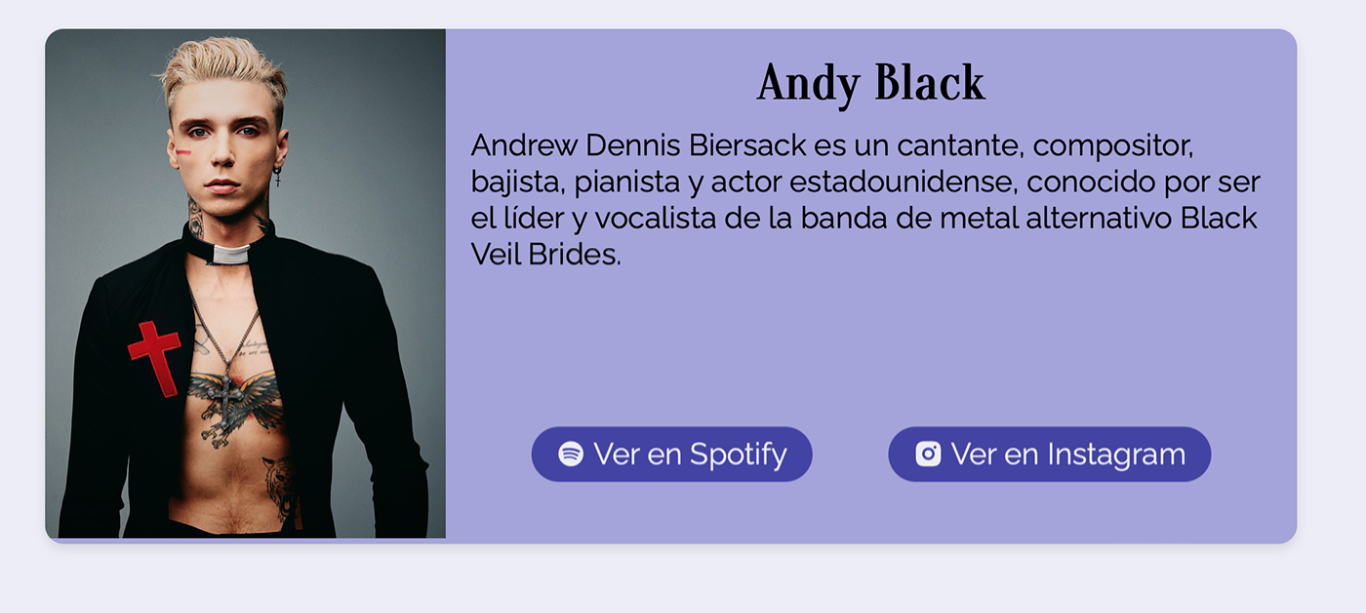 Andy Black
Andrew Dennis Biersack es un cantante, compositor,
bajista, pianista y actor estadounidense, conocido por ser
el líder y vocalista de la banda de metal alternativo Black
Veil Brides.
Ver en Spotify
Ver en Instagram